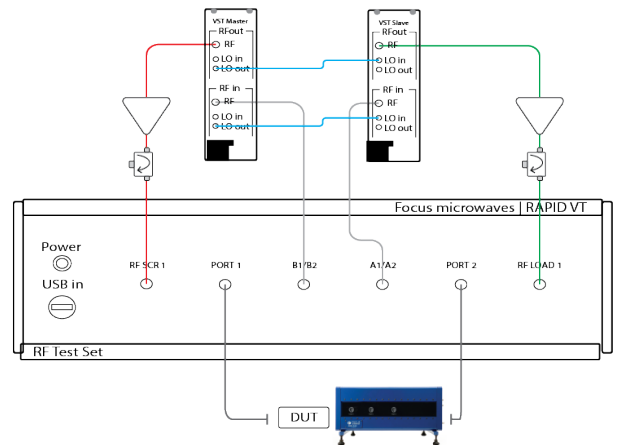 VST Master
RFout
RF
LO in
LO out
RF in
RF
LO in
LO out
VST Slave
RFout
RF
LO in
LO out
RF in
RF
LO in
LO out
Focus microwaves | RAPID VT
Power
USB in
RF SCR 1
PORT 1
B1/B2
A1/A2
PORT 2
RF LOAD 1
RF Test Set
DUT